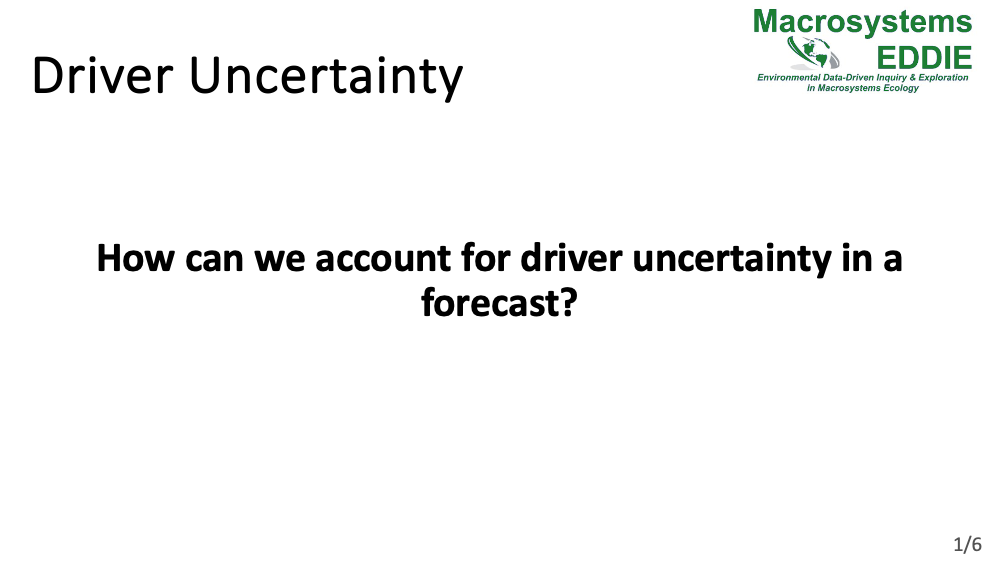 Driver Uncertainty
Macrosystems
EDDIE
Environmental Data-Driven Inquiry & Exploration
in Macrosystems Ecology
How can we account for driver uncertainty in a
forecast?
1/6